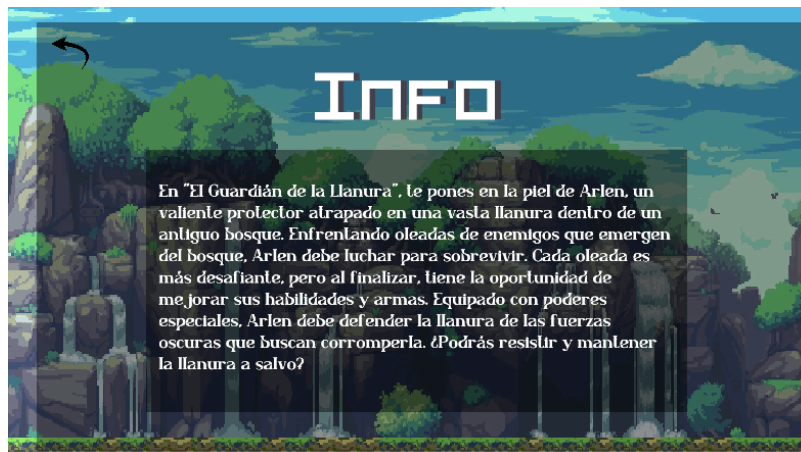 Info
En "El Guardián de la Llanura", te pones en la piel de Arlen, un
valiente protector atrapado en una vasta llanura dentro de un
antiguo bosque. Enfrentando oleadas de enemigos que emergen
del bosque, Arlen debe luchar para sobrevivir. Cada oleada es
más desafiante, pero al finalizar, tiene la oportunidad de
mejorar sus habilidades y armas. Equipado con poderes
especiales, Arlen debe defender la llanura de las fuerzas
oscuras que buscan corromperla. ¿Podrás resistir y mantener
la llanura a salvo?